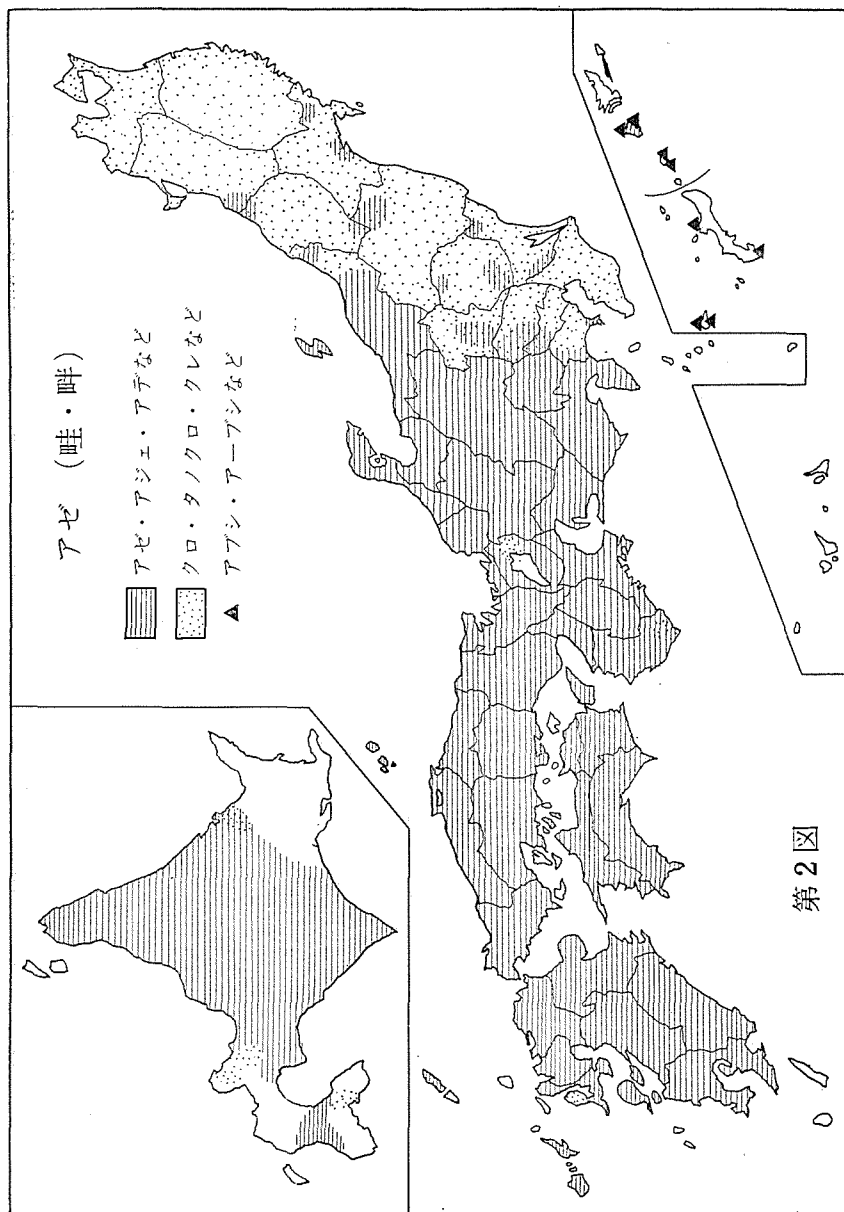 アゼ（畦・畔）
アゼ・アジェ・アデなど
クロ・タノクロ・クレなど
アブシ・アーブシなど
第2図